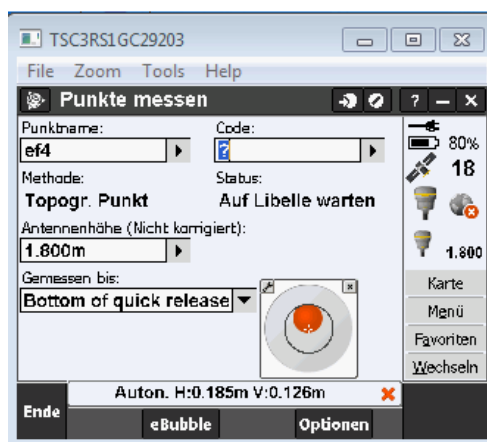 TSC3RS1GC29203
File Zoom Tools Help
Punkte messen
? – X
Punktname:
Code:
ef4
?
80%
18
Methode:
Status:
Topogr. Punkt
Auf Libelle warten
Antennenhöhe (Nicht korrigiert):
1.800m
1.800
Gemessen bis:
Bottom of quick release
Karte
Menü
Favoriten
Wechseln
Auton. H:0.185m V:0.126m
Ende
eBubble
Optionen